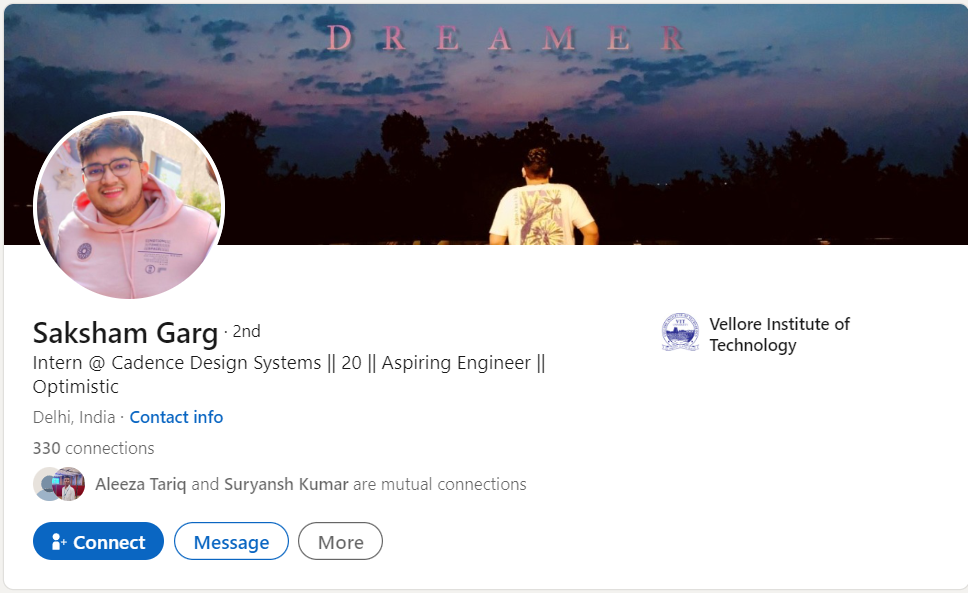 D R E A M E R
Saksham Garg · 2nd
Intern @ Cadence Design Systems || 20 || Aspiring Engineer ||
Optimistic
Delhi, India · Contact info
330 connections
Aleeza Tariq and Suryansh Kumar are mutual connections
Connect
Message
More
VIT
Vellore Institute of
Technology